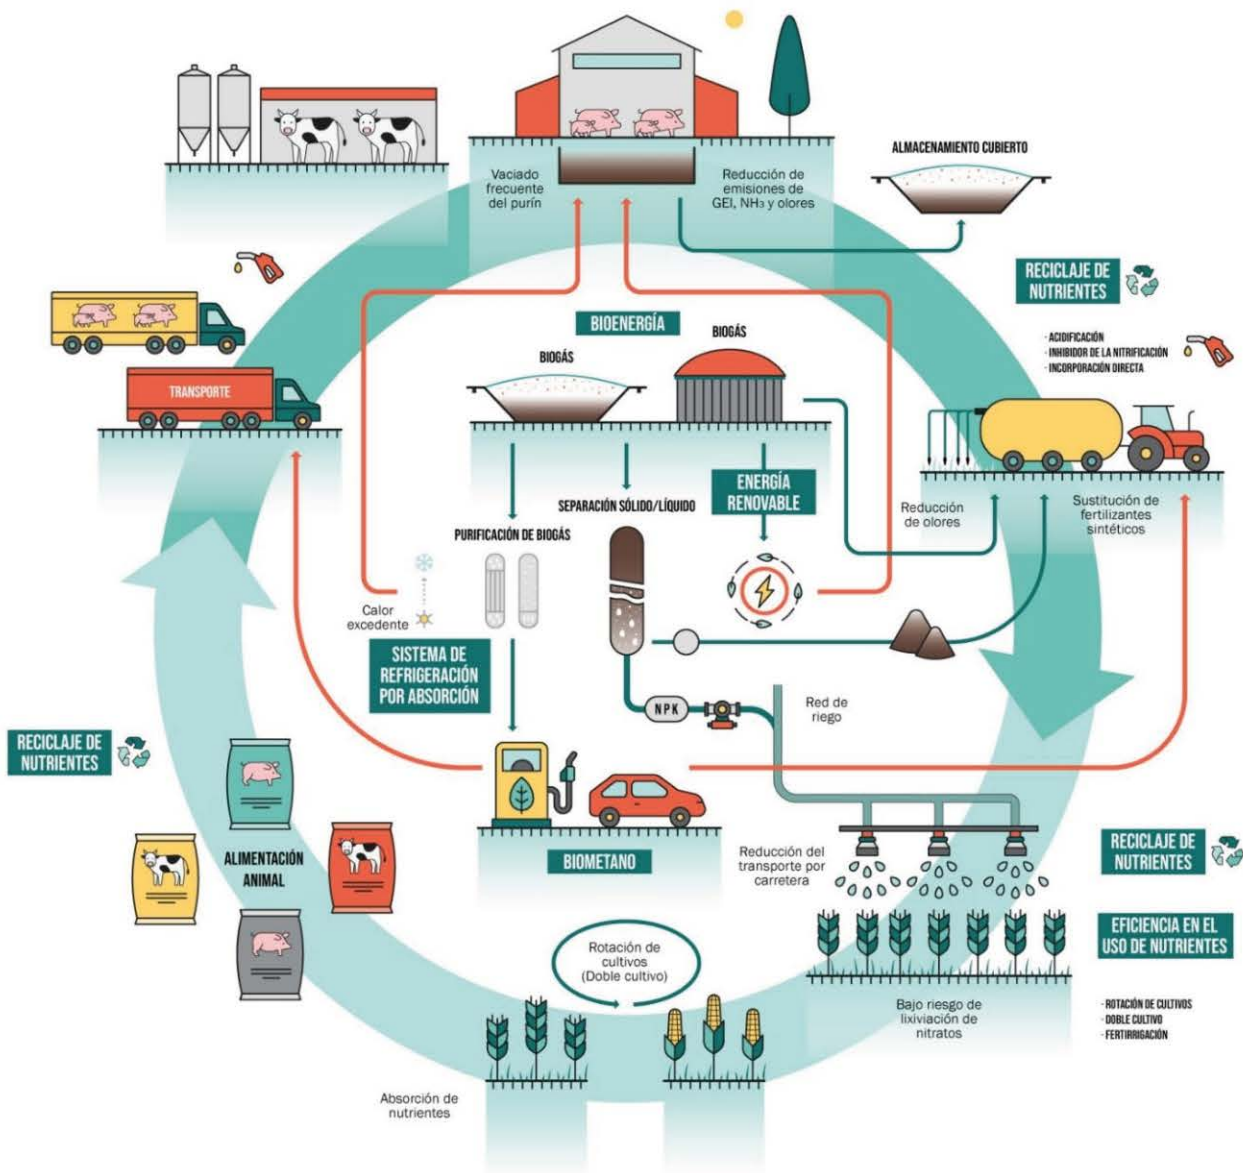 Vaciado
frecuente
del purín
Reducción de
emisiones de
GEI, NH₃ y olores
ALMACENAMIENTO CUBIERTO
RECICLAJE DE
NUTRIENTES
· ACIDIFICACIÓN
· INHIBIDOR DE LA NITRIFICACIÓN
· INCORPORACIÓN DIRECTA
BIOENERGÍA
BIOGÁS
BIOGÁS
TRANSPORTE
ENERGÍA
RENOVABLE
SEPARACIÓN SÓLIDO/LÍQUIDO
PURIFICACIÓN DE BIOGÁS
Reducción
de olores
Sustitución de
fertilizantes
sintéticos
Calor
excedente
SISTEMA DE
REFRIGERACIÓN
POR ABSORCIÓN
NPK
Red de
riego
RECICLAJE DE
NUTRIENTES
ALIMENTACIÓN
ANIMAL
BIOMETANO
Reducción del
transporte por
carretera
RECICLAJE DE
NUTRIENTES
EFICIENCIA EN EL
USO DE NUTRIENTES
· ROTACIÓN DE CULTIVOS
· DOBLE CULTIVO
· FERTIRRIGACIÓN
Rotación de
cultivos
(Doble cultivo)
Bajo riesgo de
lixiviación de
nitratos
Absorción de
nutrientes